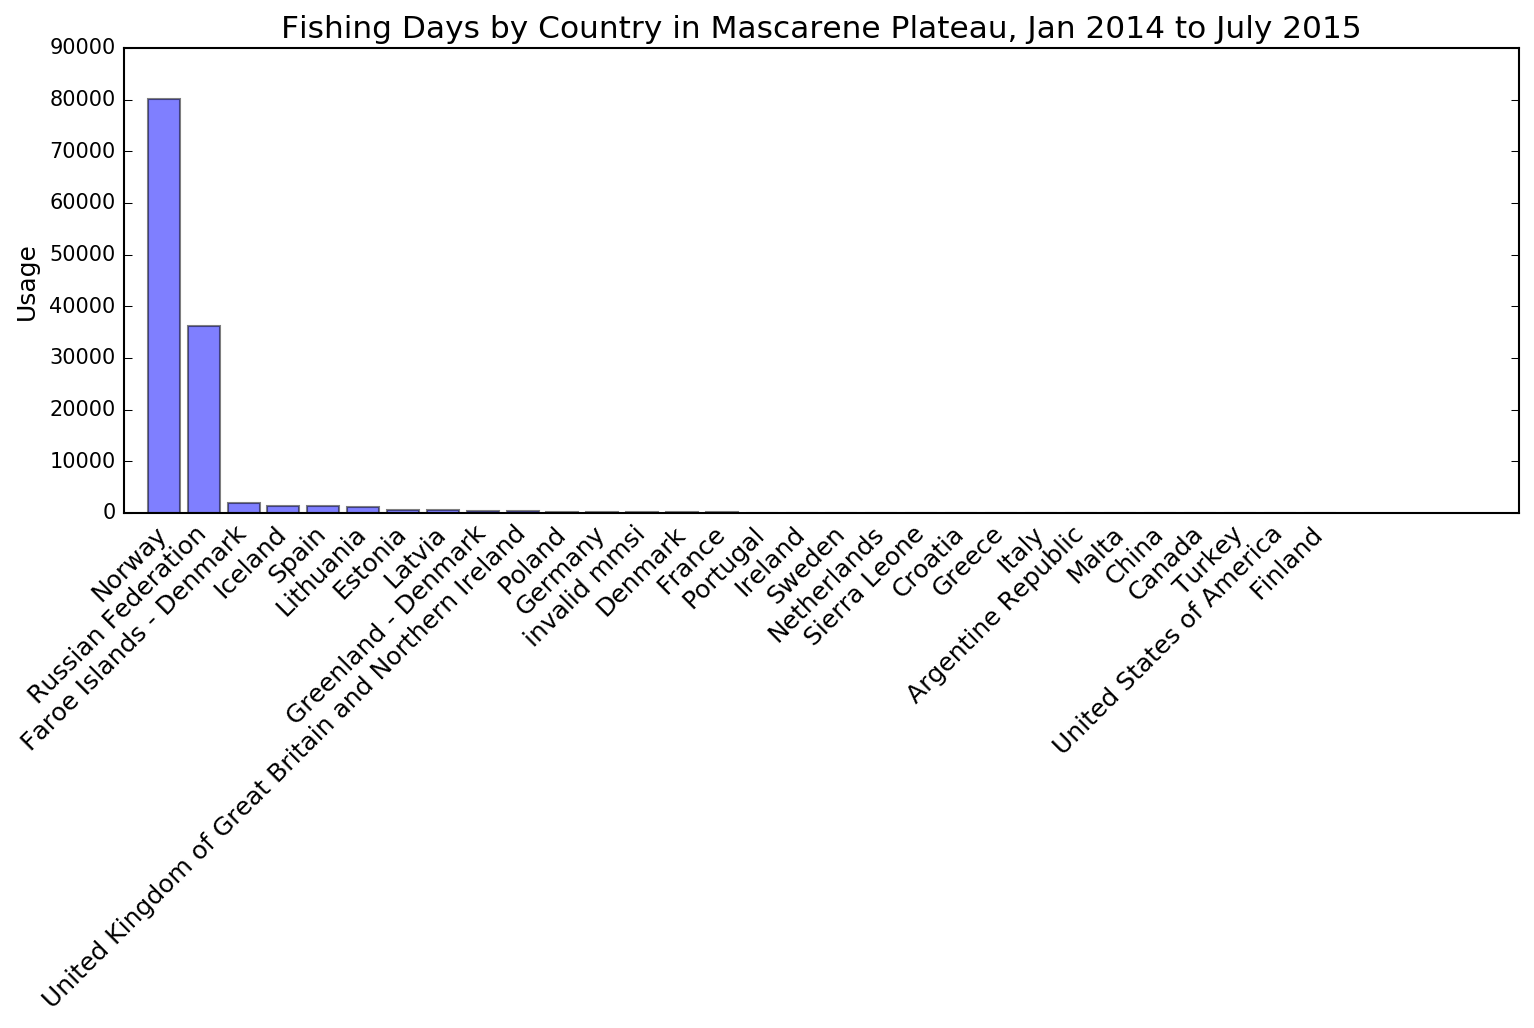 Fishing Days by Country in Mascarene Plateau, Jan 2014 to July 2015
90000
80000
70000
60000
50000
40000
30000
20000
10000
0
Usage
Norway
Russian Federation
Faroe Islands - Denmark
Iceland
Spain
Lithuania
Estonia
Latvia
Greenland - Denmark
United Kingdom of Great Britain and Northern Ireland
Poland
Germany
invalid mmsi
Denmark
France
Portugal
Ireland
Sweden
Netherlands
Sierra Leone
Croatia
Greece
Italy
Argentine Republic
Malta
China
Canada
Turkey
United States of America
Finland